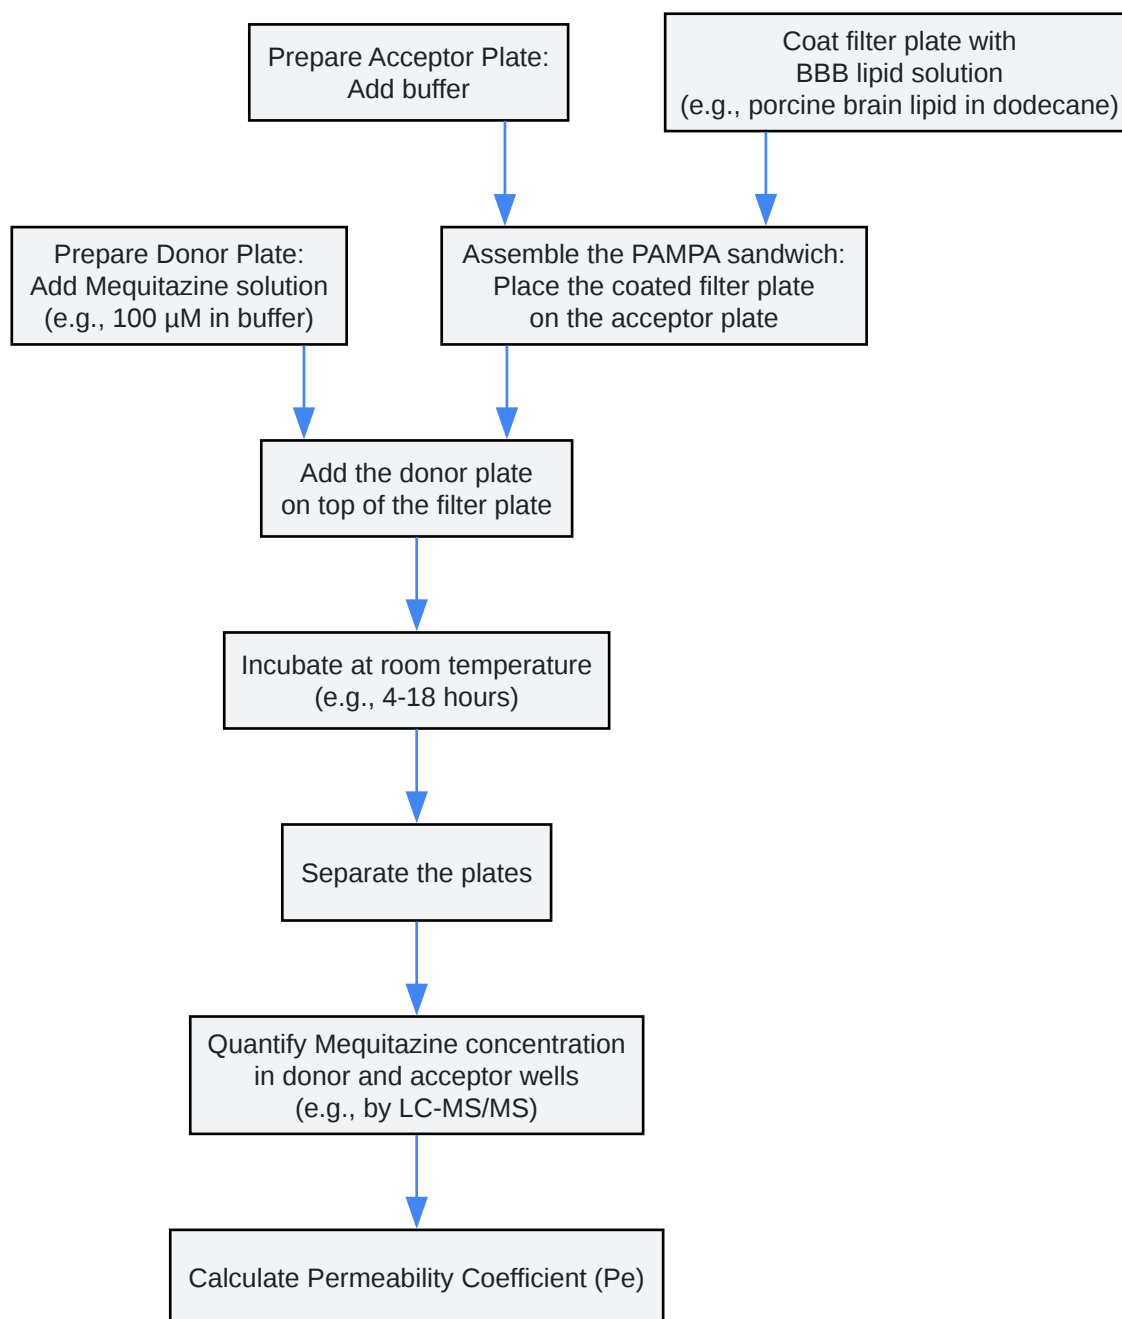 Prepare Acceptor Plate:
Add buffer
Coat filter plate with
BBB lipid solution
(e.g., porcine brain lipid in dodecane)
Prepare Donor Plate:
Add Mequitazine solution
(e.g., 100 µM in buffer)
Assemble the PAMPA sandwich:
Place the coated filter plate
on the acceptor plate
Add the donor plate
on top of the filter plate
Incubate at room temperature
(e.g., 4-18 hours)
Separate the plates
Quantify Mequitazine concentration
in donor and acceptor wells
(e.g., by LC-MS/MS)
Calculate Permeability Coefficient (Pe)